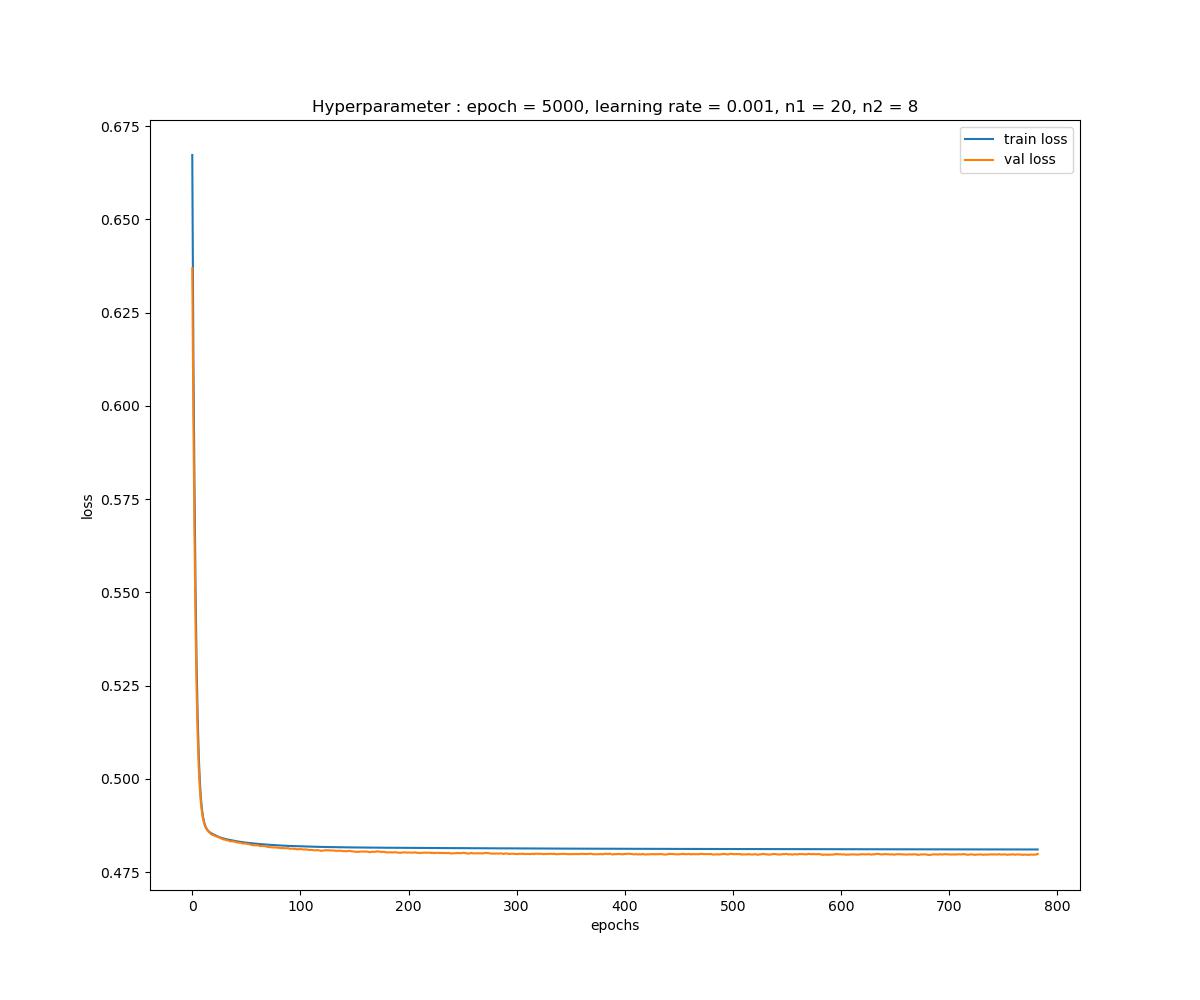 Hyperparameter : epoch = 5000, learning rate = 0.001, n1 = 20, n2 = 8
train loss
val loss
0.675
0.650
0.625
0.600
0.575
0.550
0.525
0.500
0.475
loss
0 100 200 300 400 500 600 700 800
epochs